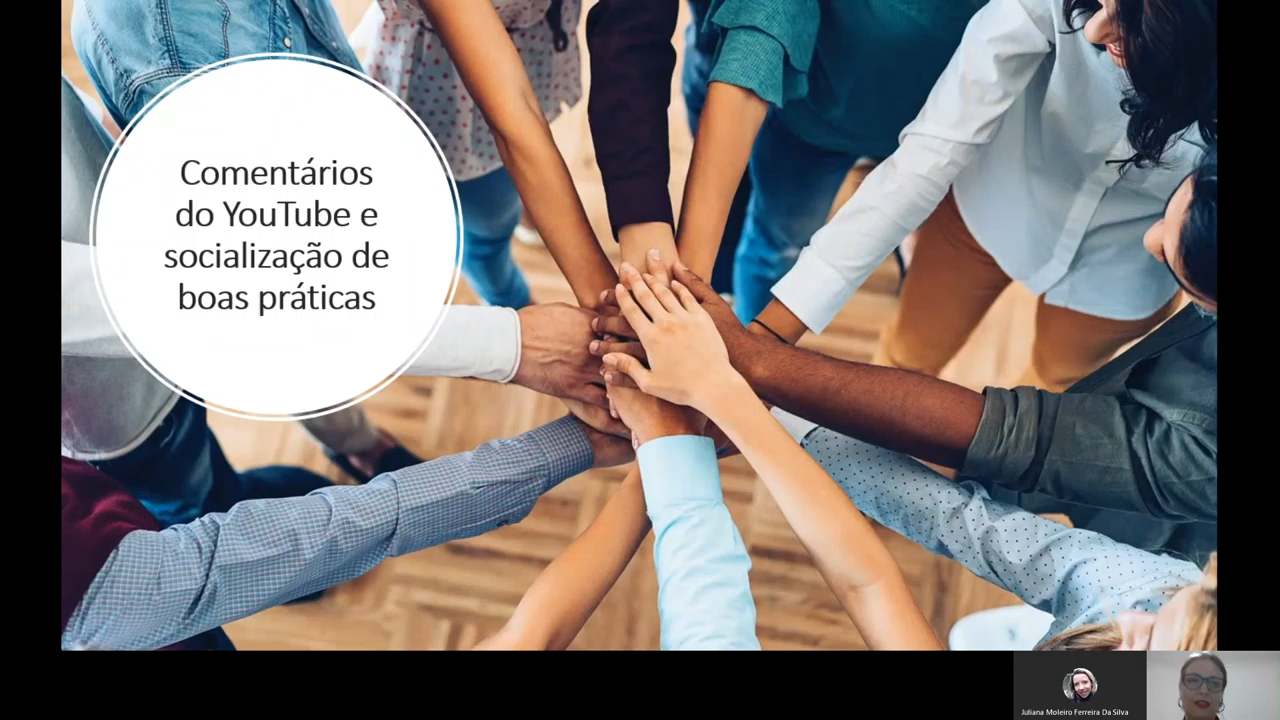 Comentários
do YouTube e
socialização de
boas práticas
Juliana Moleiro Ferreira Da Silva